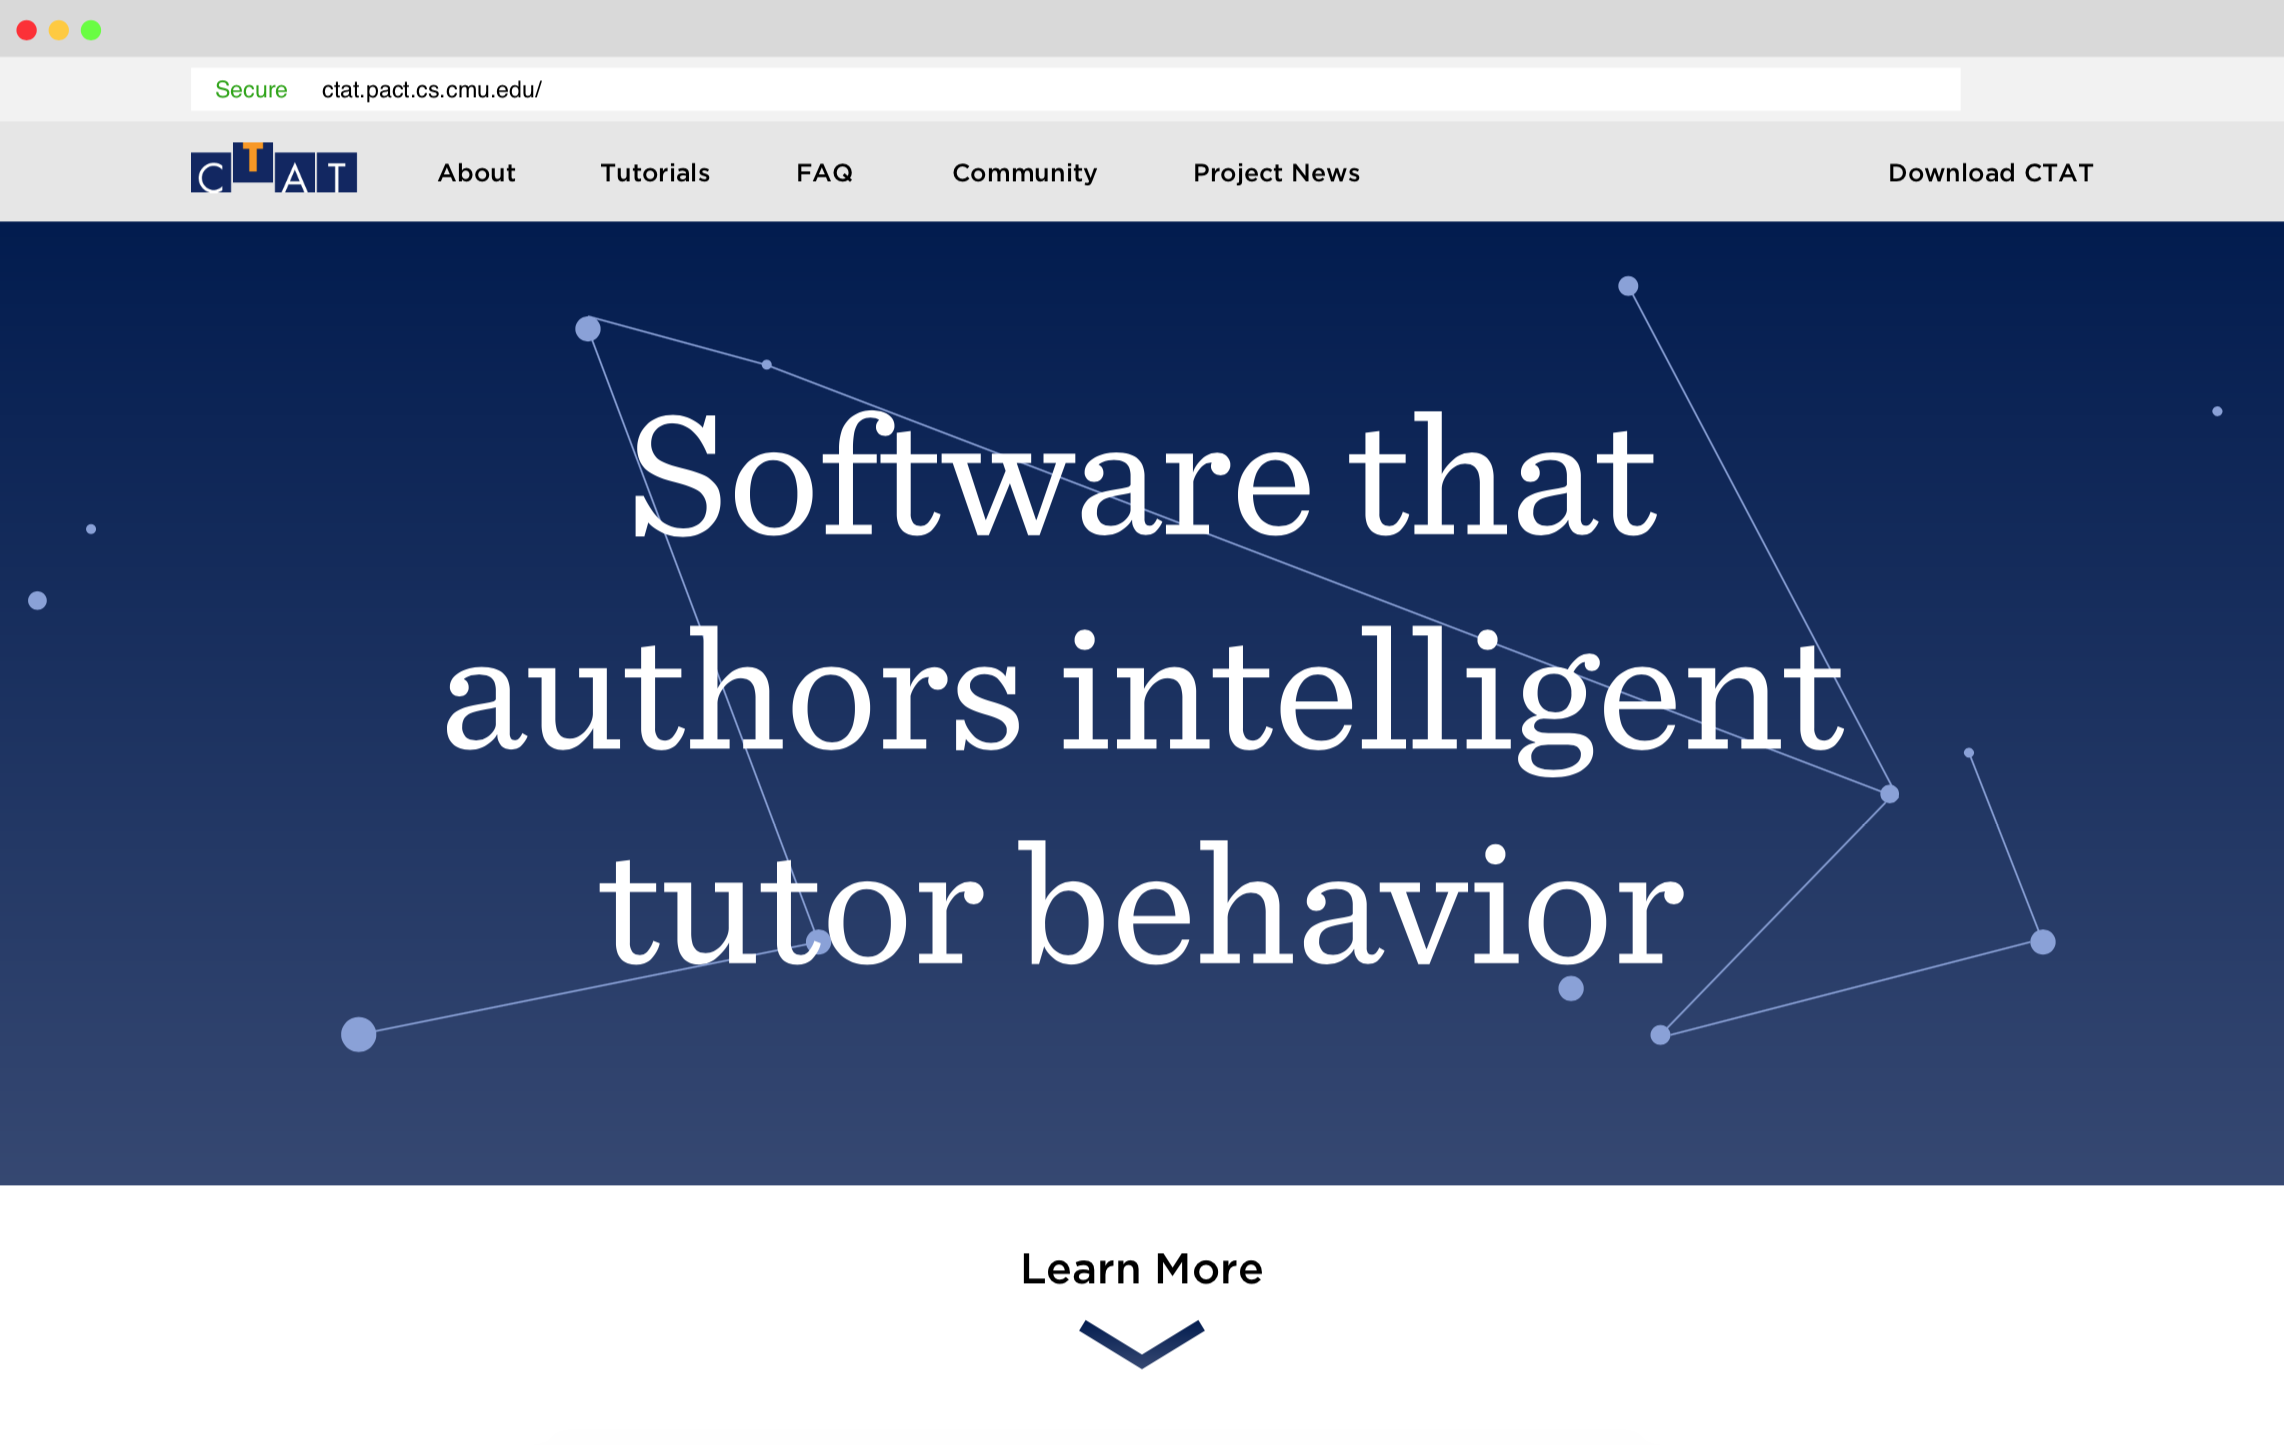 Secure ctat.pact.cs.cmu.edu/
CTAT About Tutorials FAQ Community Project News Download CTAT
Software that
authors intelligent
tutor behavior
Learn More